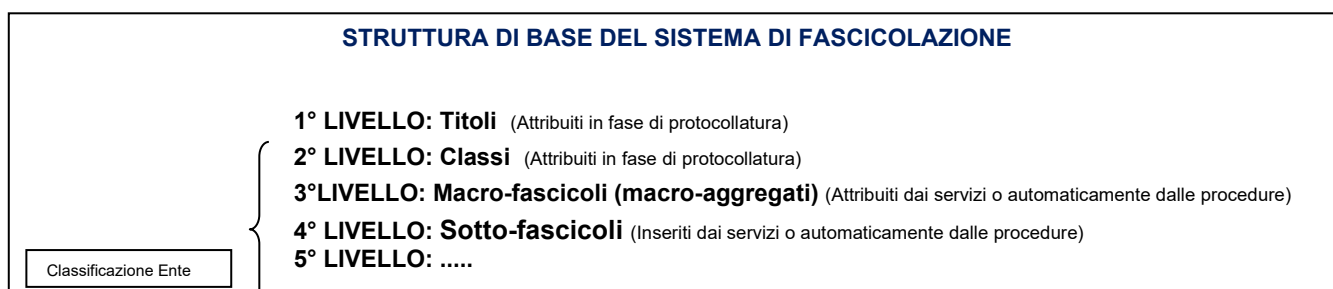 STRUTTURA DI BASE DEL SISTEMA DI FASCICOLAZIONE
1° LIVELLO: Titoli (Attribuiti in fase di protocollatura)
2° LIVELLO: Classi (Attribuiti in fase di protocollatura)
3°LIVELLO: Macro-fascicoli (macro-aggregati) (Attribuiti dai servizi o automaticamente dalle procedure)
4° LIVELLO: Sotto-fascicoli (Inseriti dai servizi o automaticamente dalle procedure)
5° LIVELLO: .....
Classificazione Ente